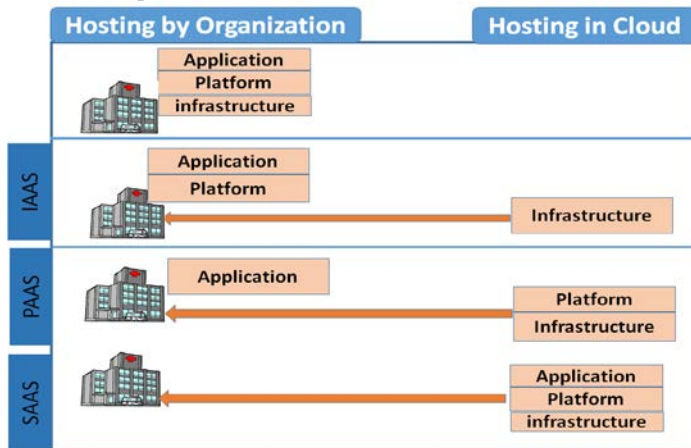 Hosting by Organization
Hosting in Cloud
Application
Platform
infrastructure
IAAS
Application
Platform
Infrastructure
PAAS
Application
Platform
Infrastructure
SAAS
Application
Platform
infrastructure